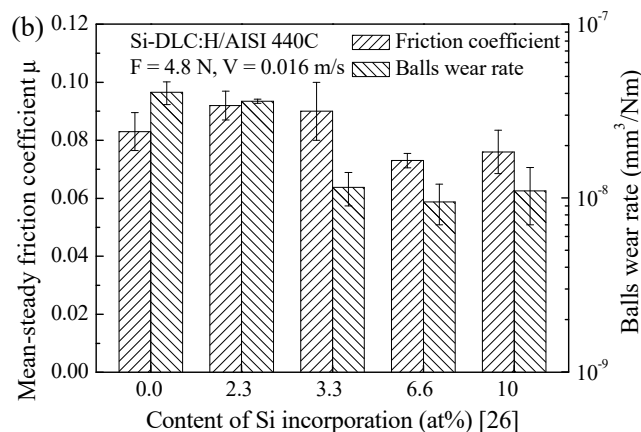 (b)
Si-DLC:H/AISI 440C
F = 4.8 N, V = 0.016 m/s
Friction coefficient
Balls wear rate
Mean-steady friction coefficient μ
0.12
0.10
0.08
0.06
0.04
0.02
0.00
10⁻⁷
10⁻⁸
10⁻⁹
Balls wear rate (mm³/Nm)
0.0 2.3 3.3 6.6 10
Content of Si incorporation (at%) [26]